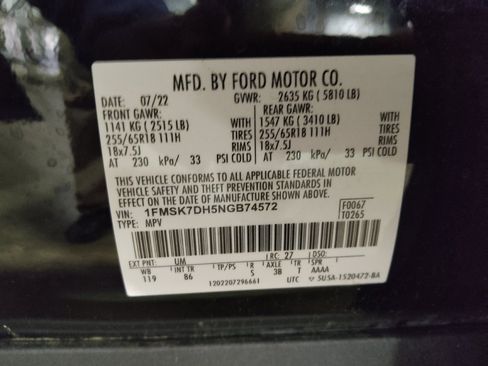 MFD. BY FORD MOTOR CO.
DATE: 07/22 GVWR: 2635 KG ( 5810 LB)
FRONT GAWR: REAR GAWR:
1141 KG ( 2515 LB) WITH 1547 KG ( 3410 LB) WITH
255/65R18 111H TIRES 255/65R18 111H TIRES
18x7.5J RIMS 18x7.5J RIMS
AT 230 kPa/ 33 PSI COLD AT 230 kPa/ 33 PSI COLD
THIS VEHICLE CONFORMS TO ALL APPLICABLE FEDERAL MOTOR
VEHICLE SAFETY AND THEFT PREVENTION STANDARDS IN
EFFECT ON THE DATE OF MANUFACTURE SHOWN ABOVE.
VIN: 1FMSK7DH5NGB74572 F0067
TYPE: MPV T0265
EXT PNT: UM RC: 27 DSO:
WB INT TR TP/PS R AXLE TR SPR
119 86 S 3B T AAAA
1202207296661 UTC 5U5A-1520472-BA